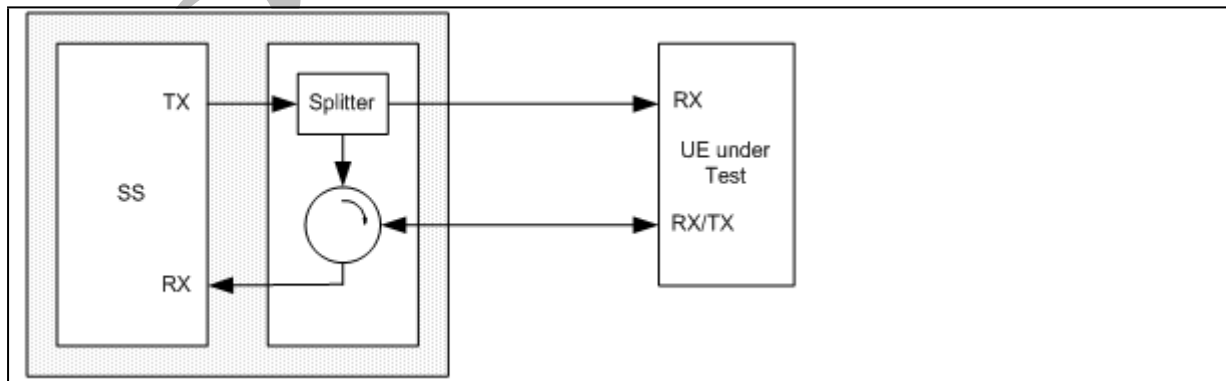 TX
Splitter
RX
UE under
Test
SS
RX/TX
RX